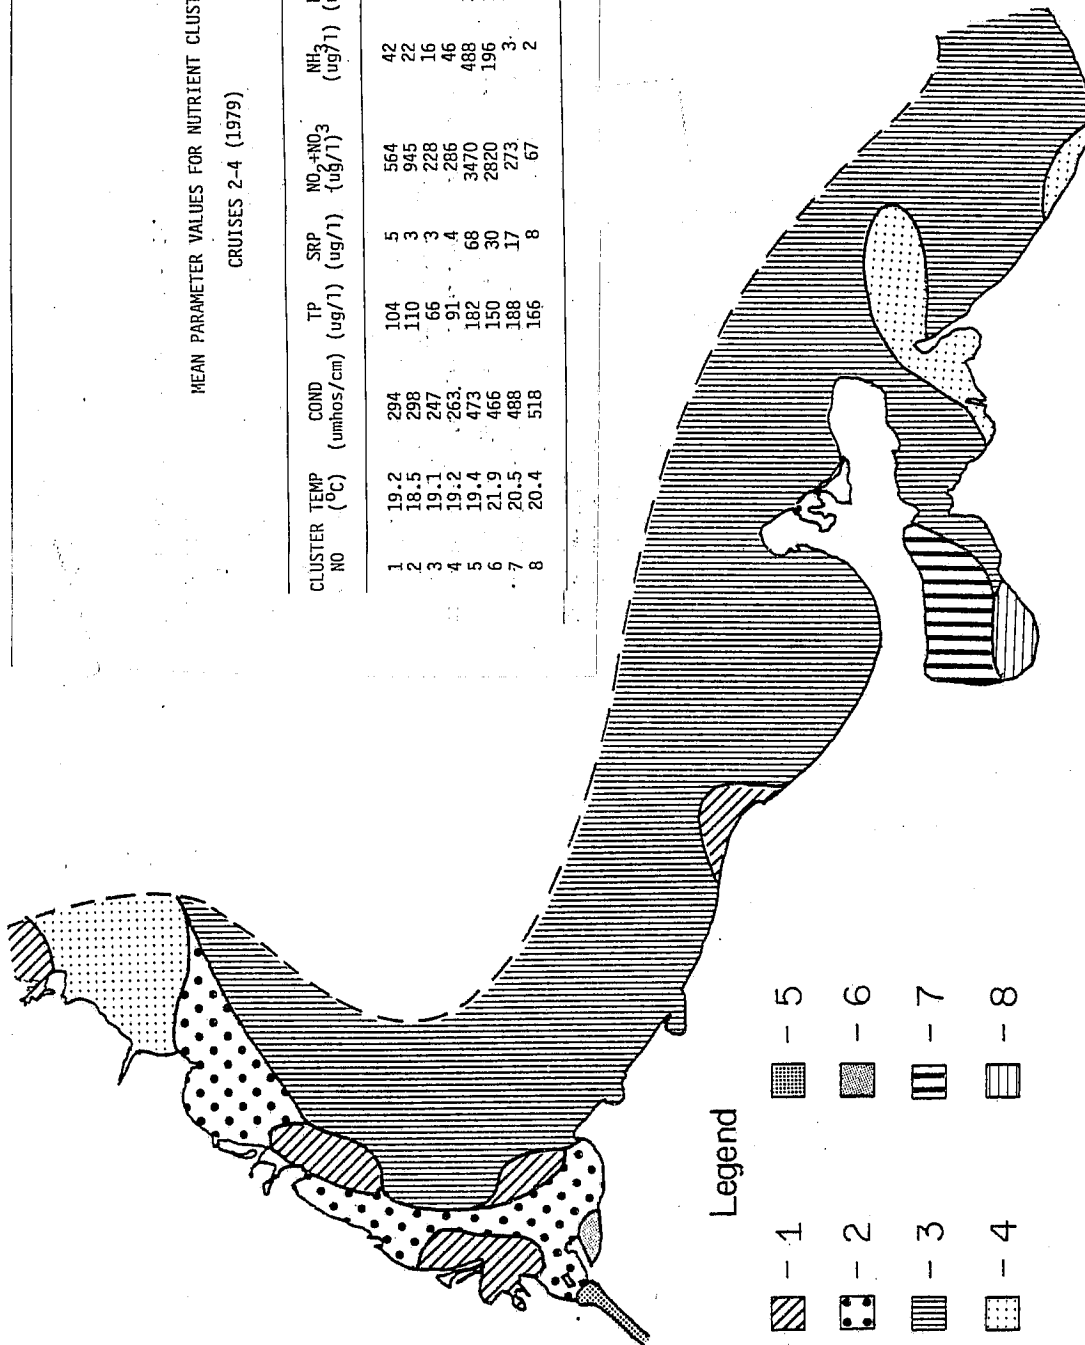 MEAN PARAMETER VALUES FOR NUTRIENT CLUST
CRUISES 2-4 (1979)
CLUSTER TEMP COND TP SRP NO2+NO3 NH3
NO (°C) (umhos/cm) (ug/l) (ug/l) (ug/l) (ug/l)
1 19.2 294 104 5 564 42
2 18.5 298 110 3 945 22
3 19.1 247 66 3 228 16
4 19.2 263 91 4 286 46
5 19.4 473 182 68 3470 488
6 21.9 466 150 30 2820 196
7 20.5 488 188 17 273 3
8 20.4 518 166 8 67 2
Legend
- 1 - 5
- 2 - 6
- 3 - 7
- 4 - 8